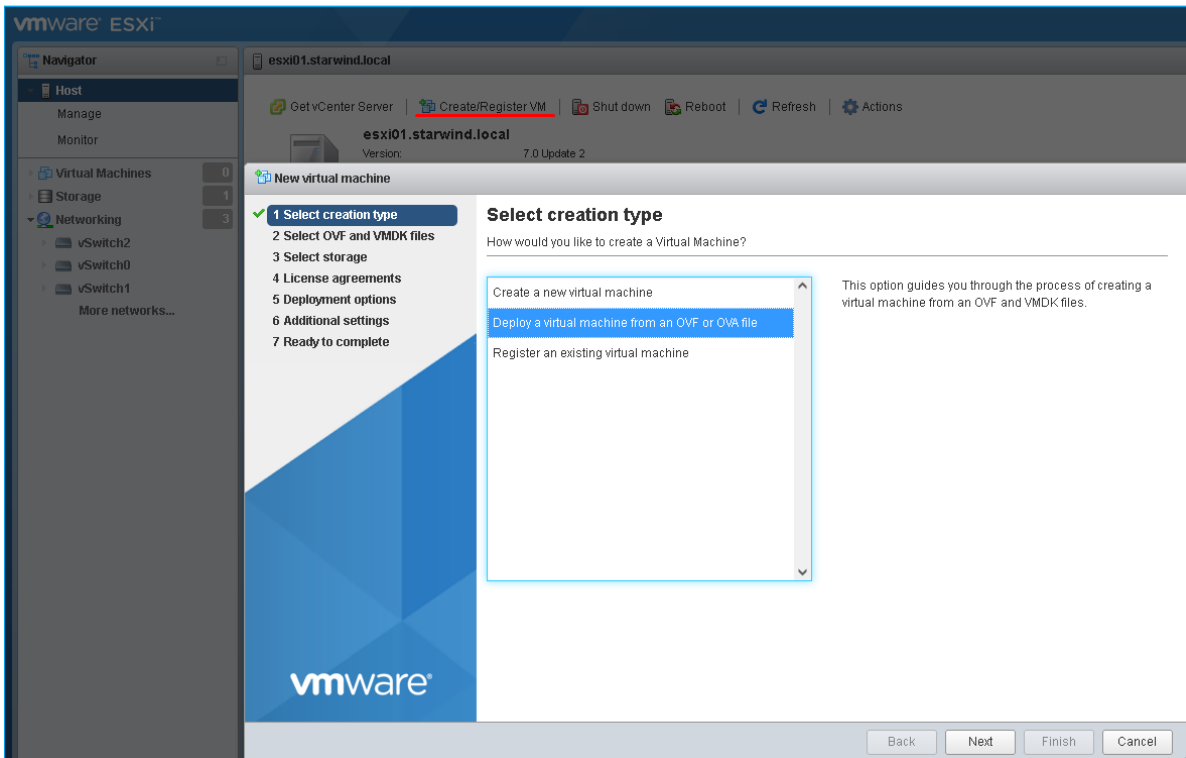 vmware® ESXi™
Navigator
esxi01.starwind.local
Host
Manage
Monitor
Virtual Machines 0
Storage 1
Networking 3
vSwitch2
vSwitch0
vSwitch1
More networks...
Get vCenter Server | Create/Register VM | Shut down Reboot | Refresh | Actions
esxi01.starwind.local
Version: 7.0 Update 2
New virtual machine
1 Select creation type
2 Select OVF and VMDK files
3 Select storage
4 License agreements
5 Deployment options
6 Additional settings
7 Ready to complete
vmware®
Select creation type
How would you like to create a Virtual Machine?
Create a new virtual machine
Deploy a virtual machine from an OVF or OVA file
Register an existing virtual machine
This option guides you through the process of creating a
virtual machine from an OVF and VMDK files.
Back Next Finish Cancel